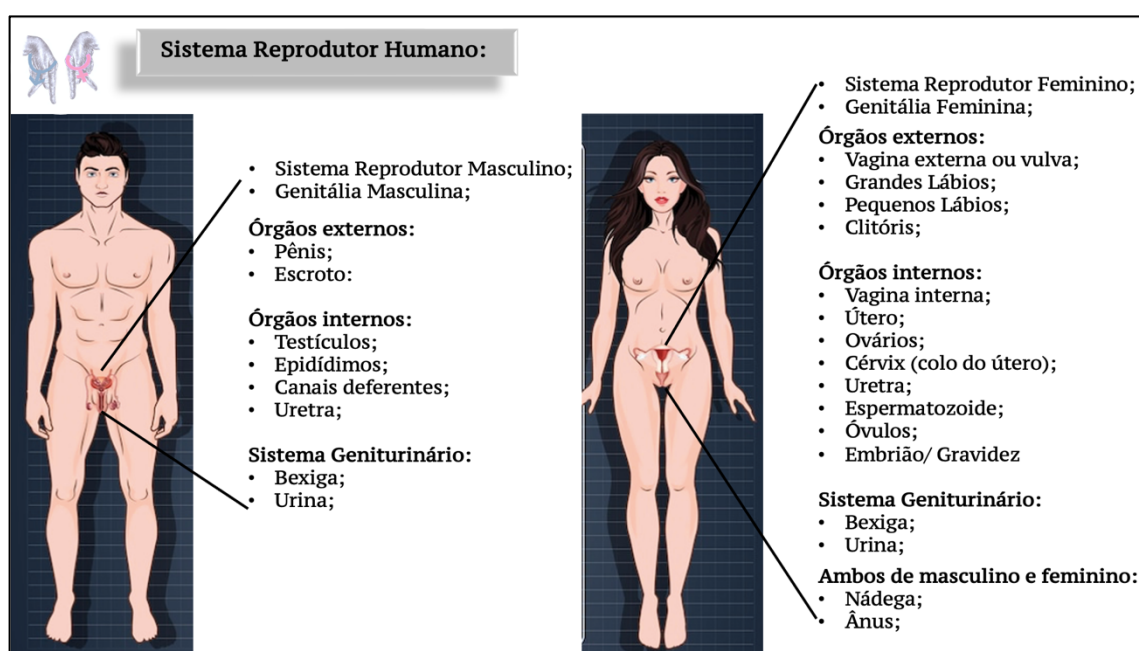 Sistema Reprodutor Humano:
• Sistema Reprodutor Masculino;
• Genitália Masculina;
Órgãos externos:
• Pênis;
• Escroto:
Órgãos internos:
• Testículos;
• Epidídimos;
• Canais deferentes;
• Uretra;
Sistema Geniturinário:
• Bexiga;
• Urina;
• Sistema Reprodutor Feminino;
• Genitália Feminina;
Órgãos externos:
• Vagina externa ou vulva;
• Grandes Lábios;
• Pequenos Lábios;
• Clitóris;
Órgãos internos:
• Vagina interna;
• Útero;
• Ovários;
• Cérvix (colo do útero);
• Uretra;
• Espermatozoide;
• Óvulos;
• Embrião/ Gravidez
Sistema Geniturinário:
• Bexiga;
• Urina;
Ambos de masculino e feminino:
• Nádega;
• Ânus;